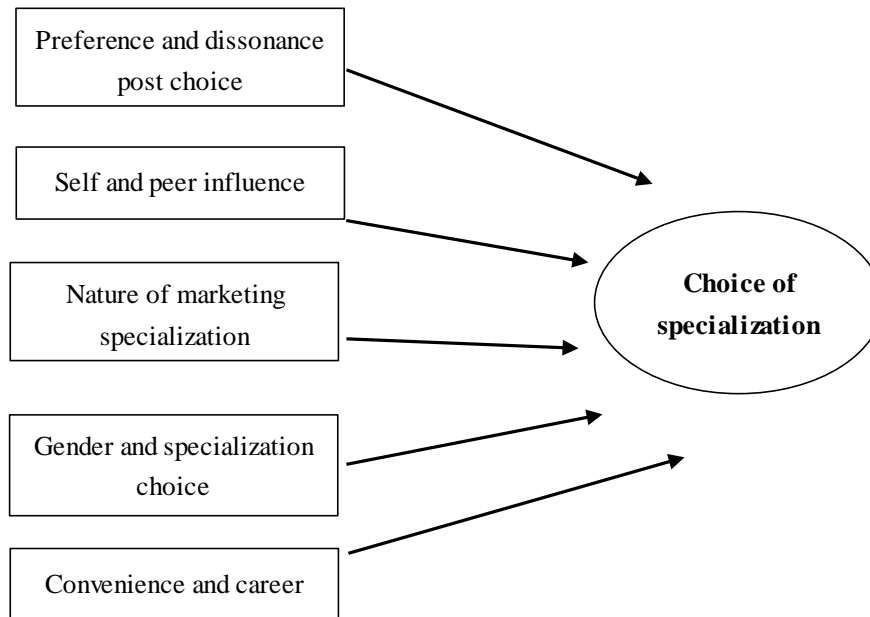 Preference and dissonance
post choice
Self and peer influence
Nature of marketing
specialization
Gender and specialization
choice
Convenience and career
Choice of
specialization